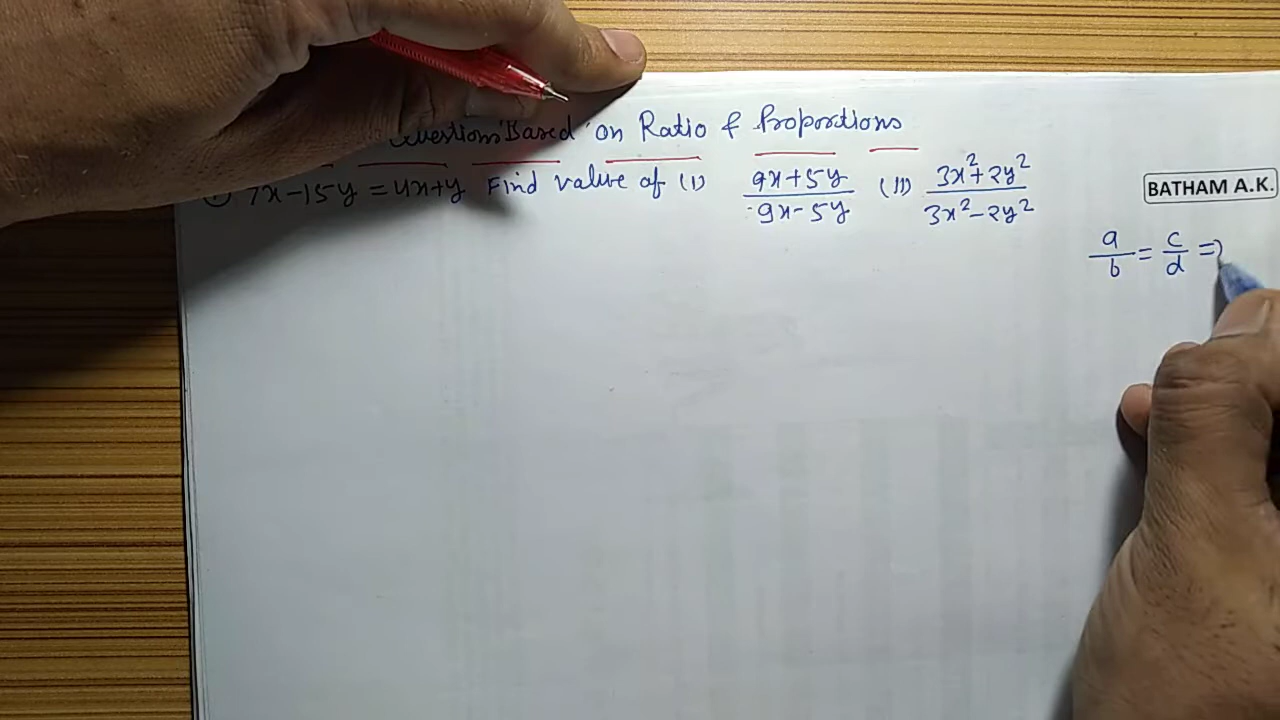 Questions Based on Ratio & Proportions
① 7x-15y = 4x+y Find value of (I) 9x+5y/9x-5y (II) 3x²+2y²/3x²-2y²
BATHAM A.K.
a/b = c/d ⇒